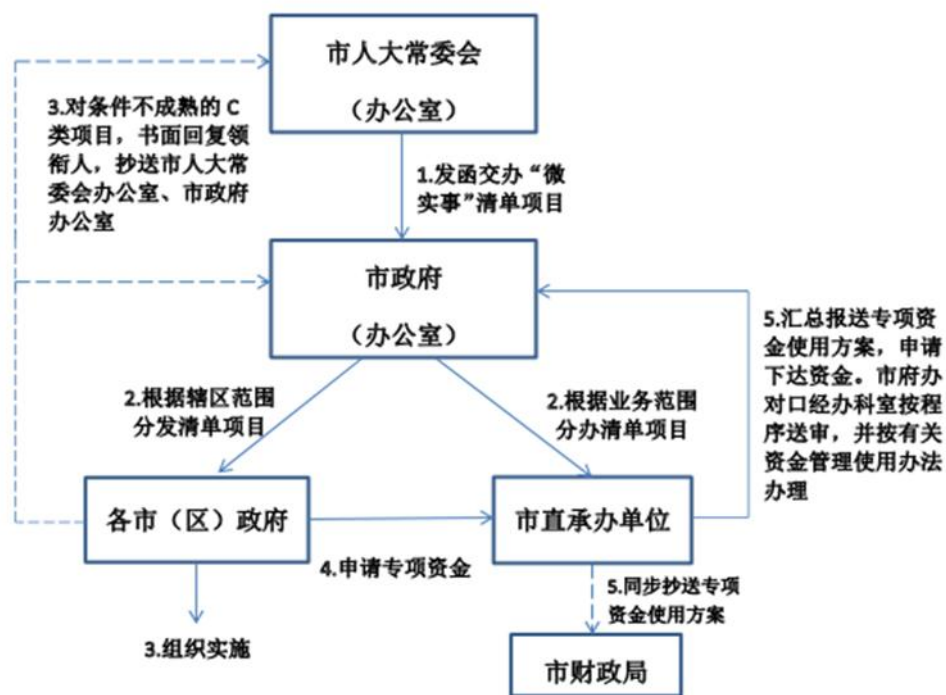 市人大常委会
（办公室）
3.对条件不成熟的 C
类项目，书面回复领
衔人，抄送市人大常
委会办公室、市政府
办公室
1.发函交办“微
实事”清单项目
市政府
（办公室）
5.汇总报送专项资
金使用方案，申请
下达资金。市府办
对口经办科室按程
序送审，并按有关
资金管理使用办法
办理
2.根据辖区范围
分发清单项目
2.根据业务范围
分办清单项目
各市（区）政府
市直承办单位
4.申请专项资金
3.组织实施
5.同步抄送专项
资金使用方案
市财政局